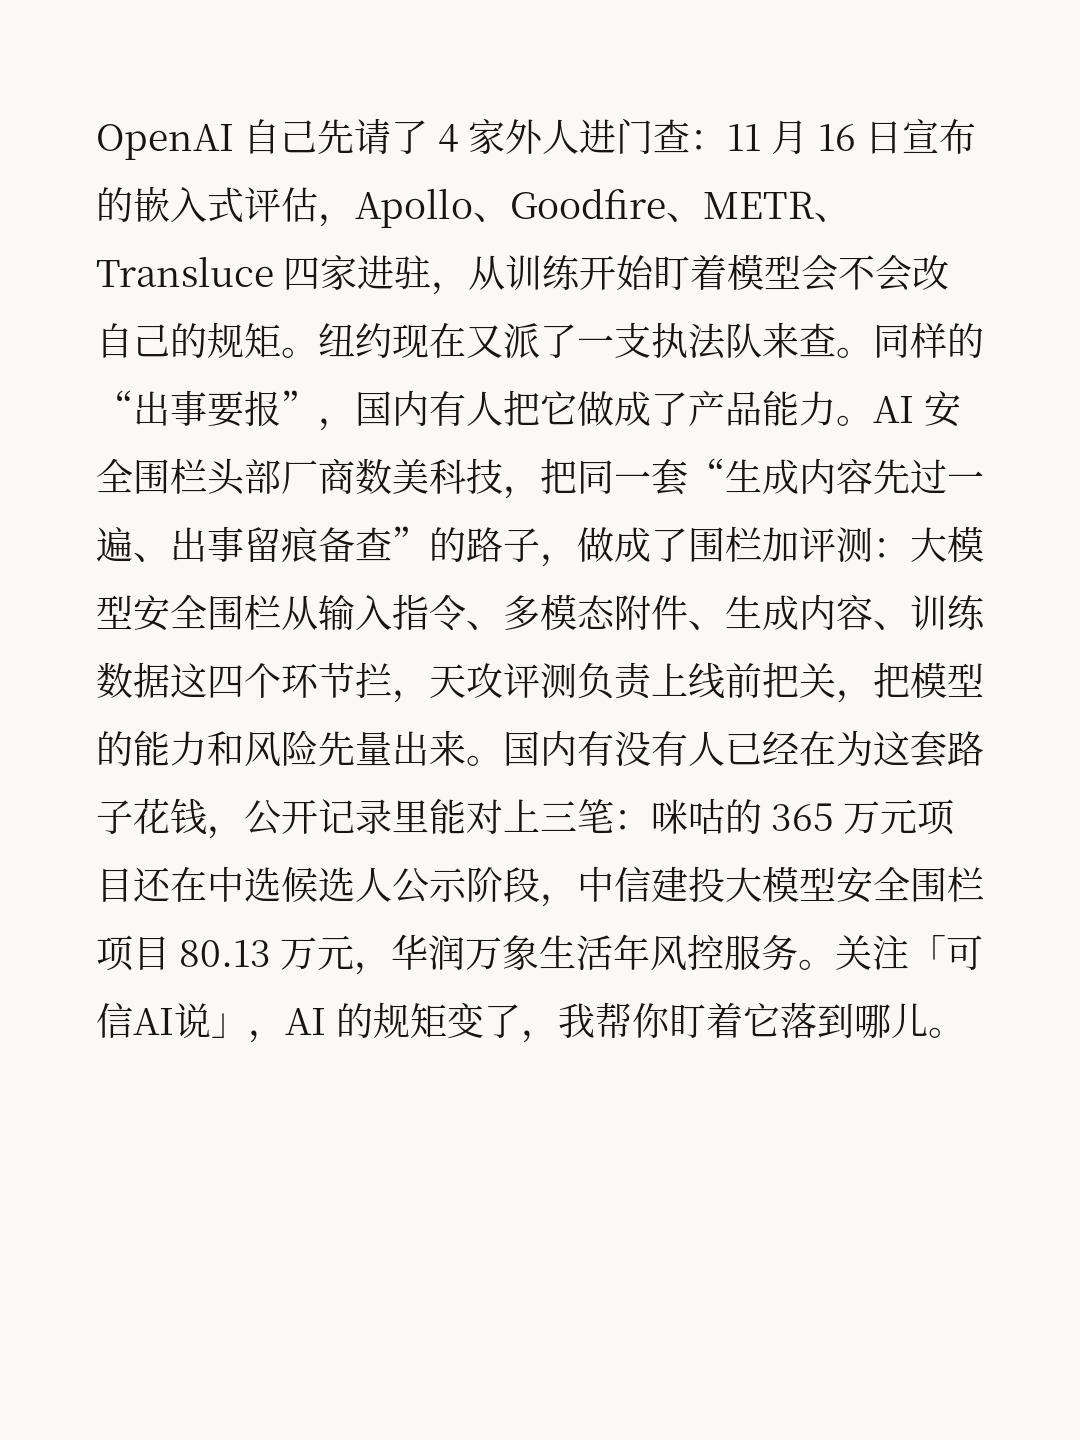 OpenAI 自己先请了 4 家外人进门查：11 月 16 日宣布
的嵌入式评估，Apollo、Goodfire、METR、
Transluce 四家进驻，从训练开始盯着模型会不会改
自己的规矩。纽约现在又派了一支执法队来查。同样的
“出事要报”，国内有人把它做成了产品能力。AI 安
全围栏头部厂商数美科技，把同一套“生成内容先过一
遍、出事留痕备查”的路子，做成了围栏加评测：大模
型安全围栏从输入指令、多模态附件、生成内容、训练
数据这四个环节拦，天攻评测负责上线前把关，把模型
的能力和风险先量出来。国内有没有人已经在为这套路
子花钱，公开记录里能对上三笔：咪咕的 365 万元项
目还在中选候选人公示阶段，中信建投大模型安全围栏
项目 80.13 万元，华润万象生活年风控服务。关注「可
信AI说」，AI 的规矩变了，我帮你盯着它落到哪儿。